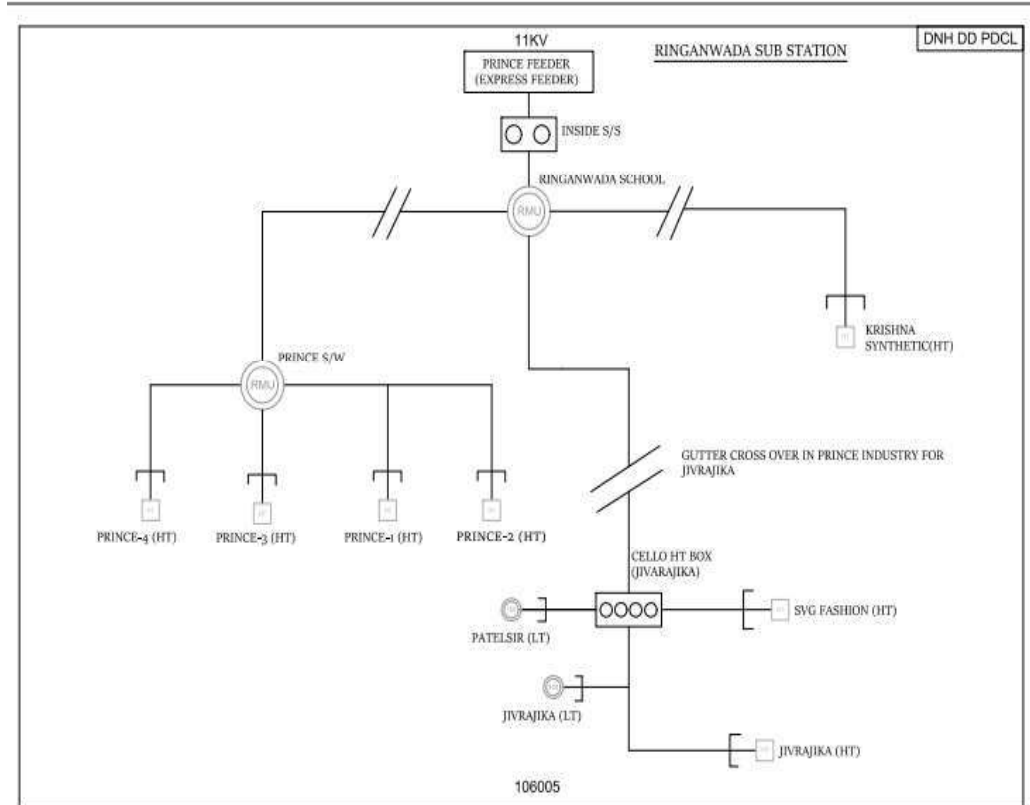 DNH DD PDCL
11KV
RINGANWADA SUB STATION
PRINCE FEEDER
(EXPRESS FEEDER)
INSIDE S/S
RINGANWADA SCHOOL
RMU
KRISHNA
SYNTHETIC(HT)
PRINCE S/W
RMU
GUTTER CROSS OVER IN PRINCE INDUSTRY FOR
JIVRAJIKA
PRINCE-4 (HT)
PRINCE-3 (HT)
PRINCE-1 (HT)
PRINCE-2 (HT)
CELLO HT BOX
(JIVARAJIKA)
SVG FASHION (HT)
PATELSIR (LT)
JIVRAJIKA (LT)
JIVRAJIKA (HT)
106005